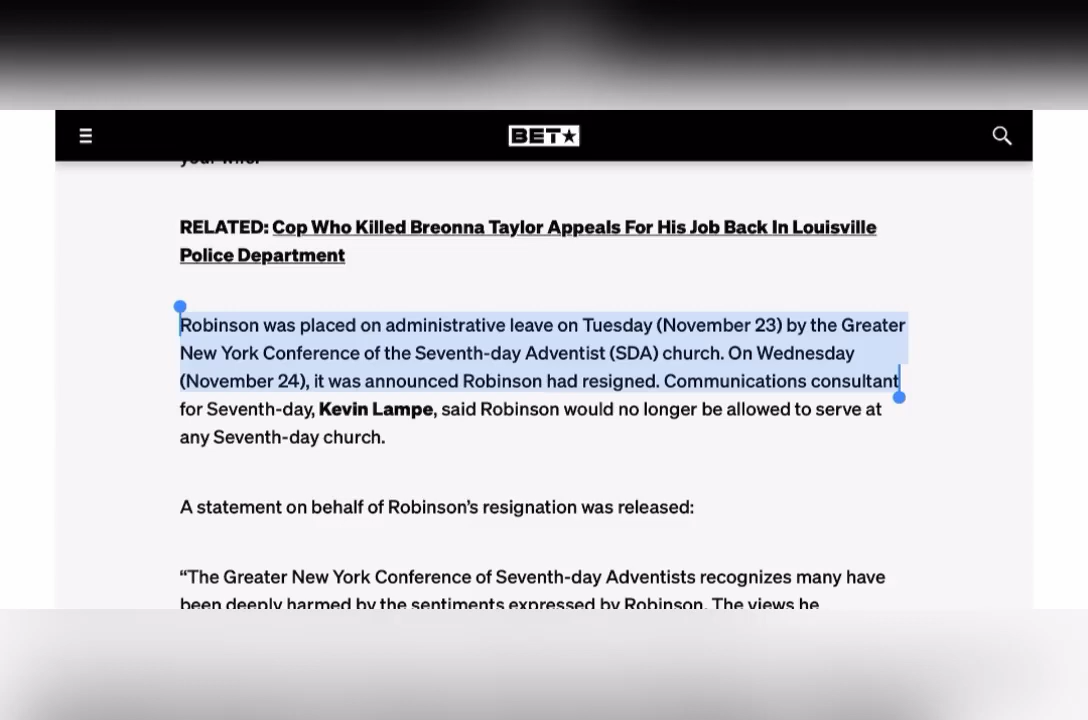 BET★
your wife."
RELATED: Cop Who Killed Breonna Taylor Appeals For His Job Back In Louisville
Police Department
Robinson was placed on administrative leave on Tuesday (November 23) by the Greater
New York Conference of the Seventh-day Adventist (SDA) church. On Wednesday
(November 24), it was announced Robinson had resigned. Communications consultant
for Seventh-day, Kevin Lampe, said Robinson would no longer be allowed to serve at
any Seventh-day church.
A statement on behalf of Robinson’s resignation was released:
“The Greater New York Conference of Seventh-day Adventists recognizes many have
been deeply harmed by the sentiments expressed by Robinson. The views he